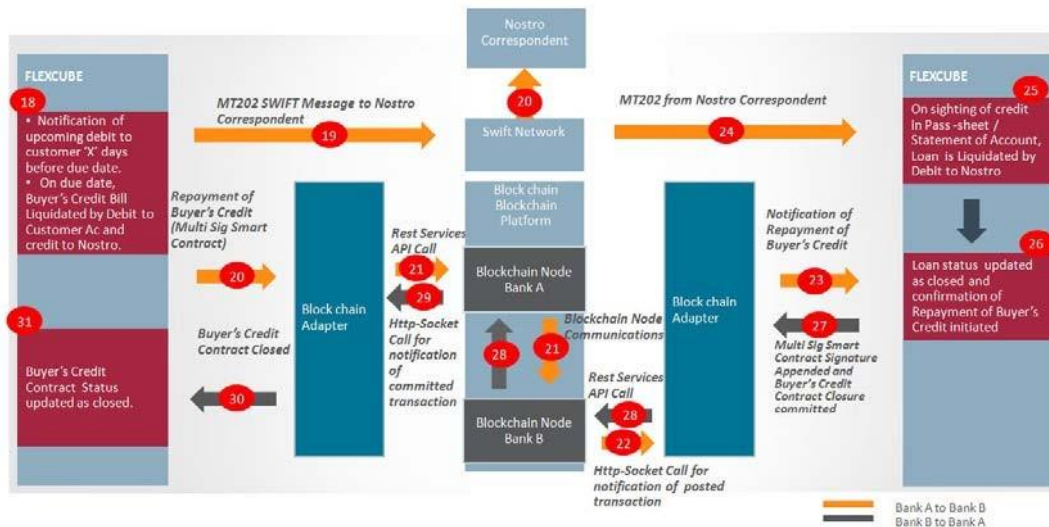 Nostro
Correspondent
20
Swift Network
FLEXCUBE
18
• Notification of
upcoming debit to
customer 'X' days
before due date.
• On due date,
Buyer's Credit Bill
Liquidated by Debit to
Customer Ac and
credit to Nostro.
31
Buyer's Credit
Contract Status
updated as closed.
MT202 SWIFT Message to Nostro
Correspondent
19
Repayment of
Buyer's Credit
(Multi Sig Smart
Contract)
20
Buyer's Credit
Contract Closed
30
Block chain
Adapter
Rest Services
API Call
21
29
Http-Socket
Call for
notification
of
committed
transaction
Block chain
Blockchain
Platform
Blockchain Node
Bank A
28
21
Blockchain Node
Communications
Blockchain Node
Bank B
Rest Services
API Call
28
22
Http-Socket Call for
notification of posted
transaction
MT202 from Nostro Correspondent
24
Block chain
Adapter
Notification of
Repayment of
Buyer's Credit
23
27
Multi Sig Smart
Contract Signature
Appended and
Buyer's Credit
Contract Closure
committed
FLEXCUBE
25
On sighting of credit
in Pass -sheet /
Statement of Account,
Loan is Liquidated by
Debit to Nostro
26
Loan status updated
as closed and
confirmation of
Repayment of Buyer's
Credit initiated
Bank A to Bank B
Bank B to Bank A